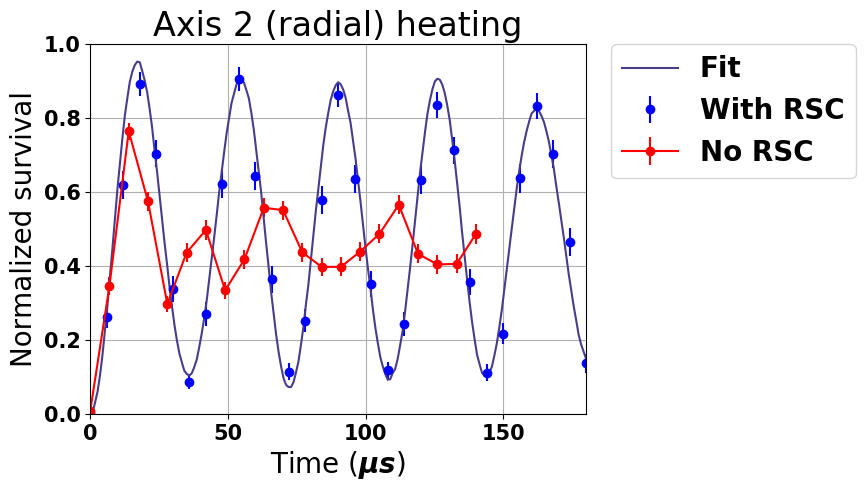 Axis 2 (radial) heating
Normalized survival
1.0
0.8
0.6
0.4
0.2
0.0
0 50 100 150
Time (μs)
Fit
With RSC
No RSC